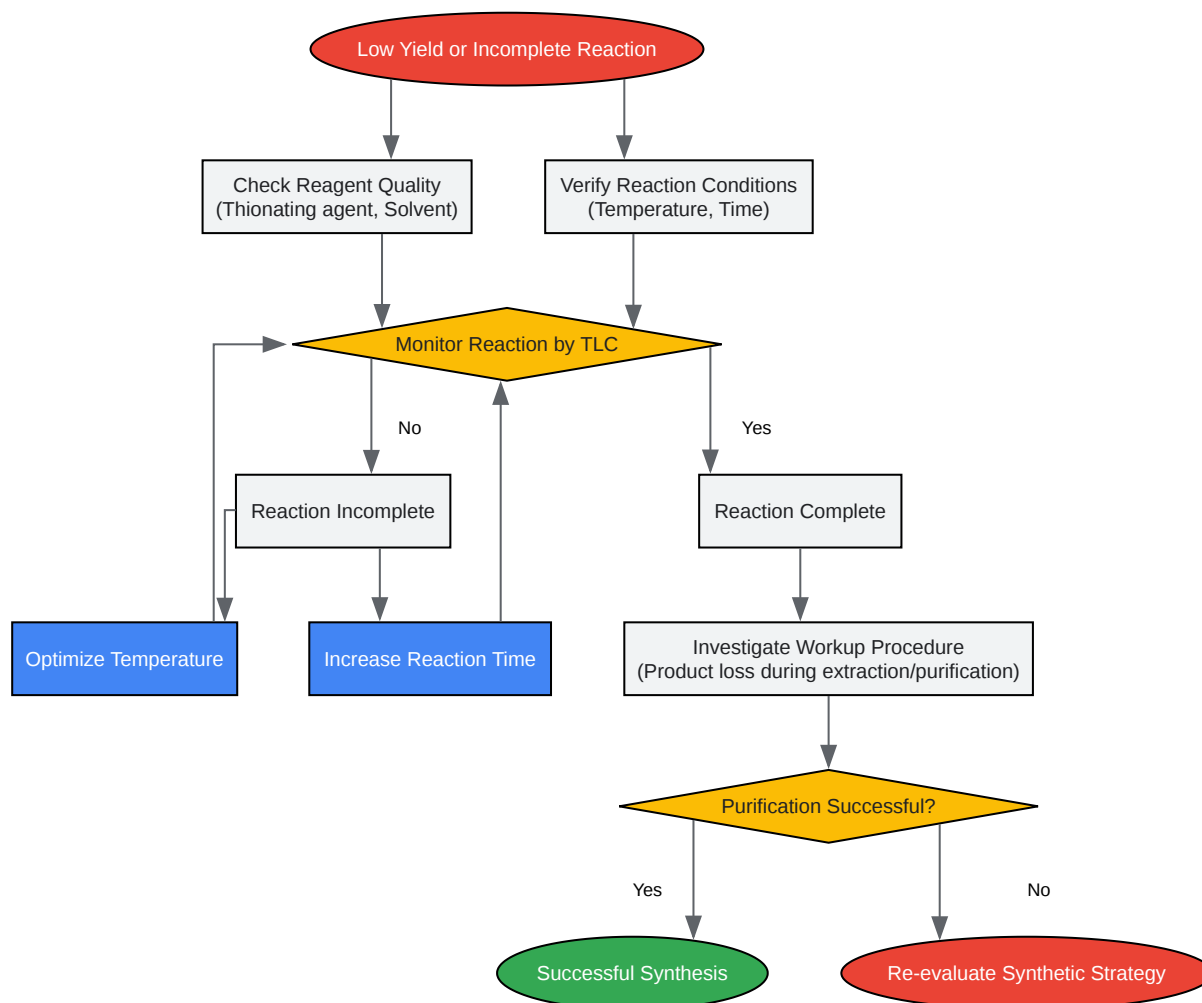 Low Yield or Incomplete Reaction
Check Reagent Quality
(Thionating agent, Solvent)
Verify Reaction Conditions
(Temperature, Time)
Monitor Reaction by TLC
No
Yes
Reaction Incomplete
Reaction Complete
Optimize Temperature
Increase Reaction Time
Investigate Workup Procedure
(Product loss during extraction/purification)
Purification Successful?
Yes
No
Successful Synthesis
Re-evaluate Synthetic Strategy